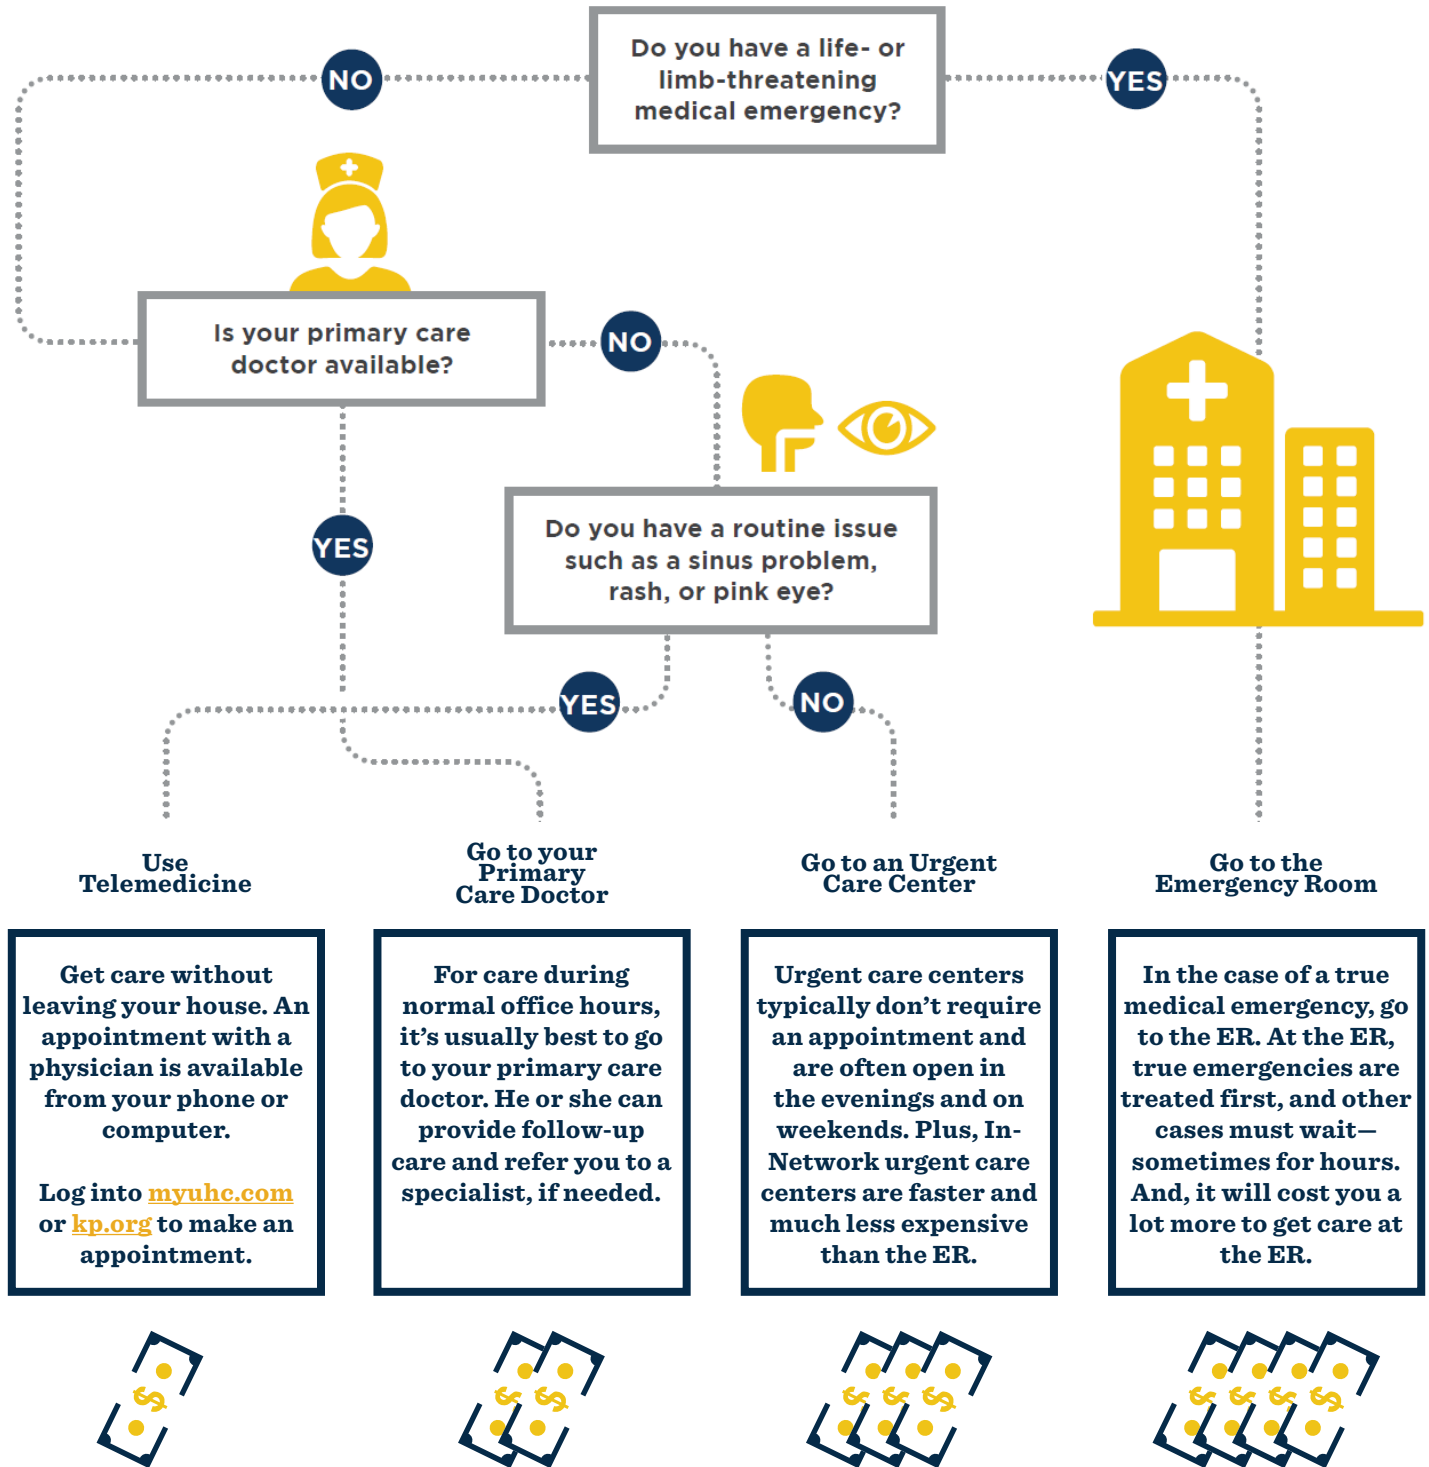 Do you have a life- or
limb-threatening
medical emergency?
NO
YES
Is your primary care
doctor available?
NO
YES
Do you have a routine issue
such as a sinus problem,
rash, or pink eye?
YES
NO
Use
Telemedicine
Go to your
Primary
Care Doctor
Go to an Urgent
Care Center
Go to the
Emergency Room
Get care without
leaving your house. An
appointment with a
physician is available
from your phone or
computer.
Log into myuhc.com
or kp.org to make an
appointment.
For care during
normal office hours,
it's usually best to go
to your primary care
doctor. He or she can
provide follow-up
care and refer you to a
specialist, if needed.
Urgent care centers
typically don't require
an appointment and
are often open in
the evenings and on
weekends. Plus, In-
Network urgent care
centers are faster and
much less expensive
than the ER.
In the case of a true
medical emergency, go
to the ER. At the ER,
true emergencies are
treated first, and other
cases must wait—
sometimes for hours.
And, it will cost you a
lot more to get care at
the ER.
$
$ $
$ $ $
$ $ $ $